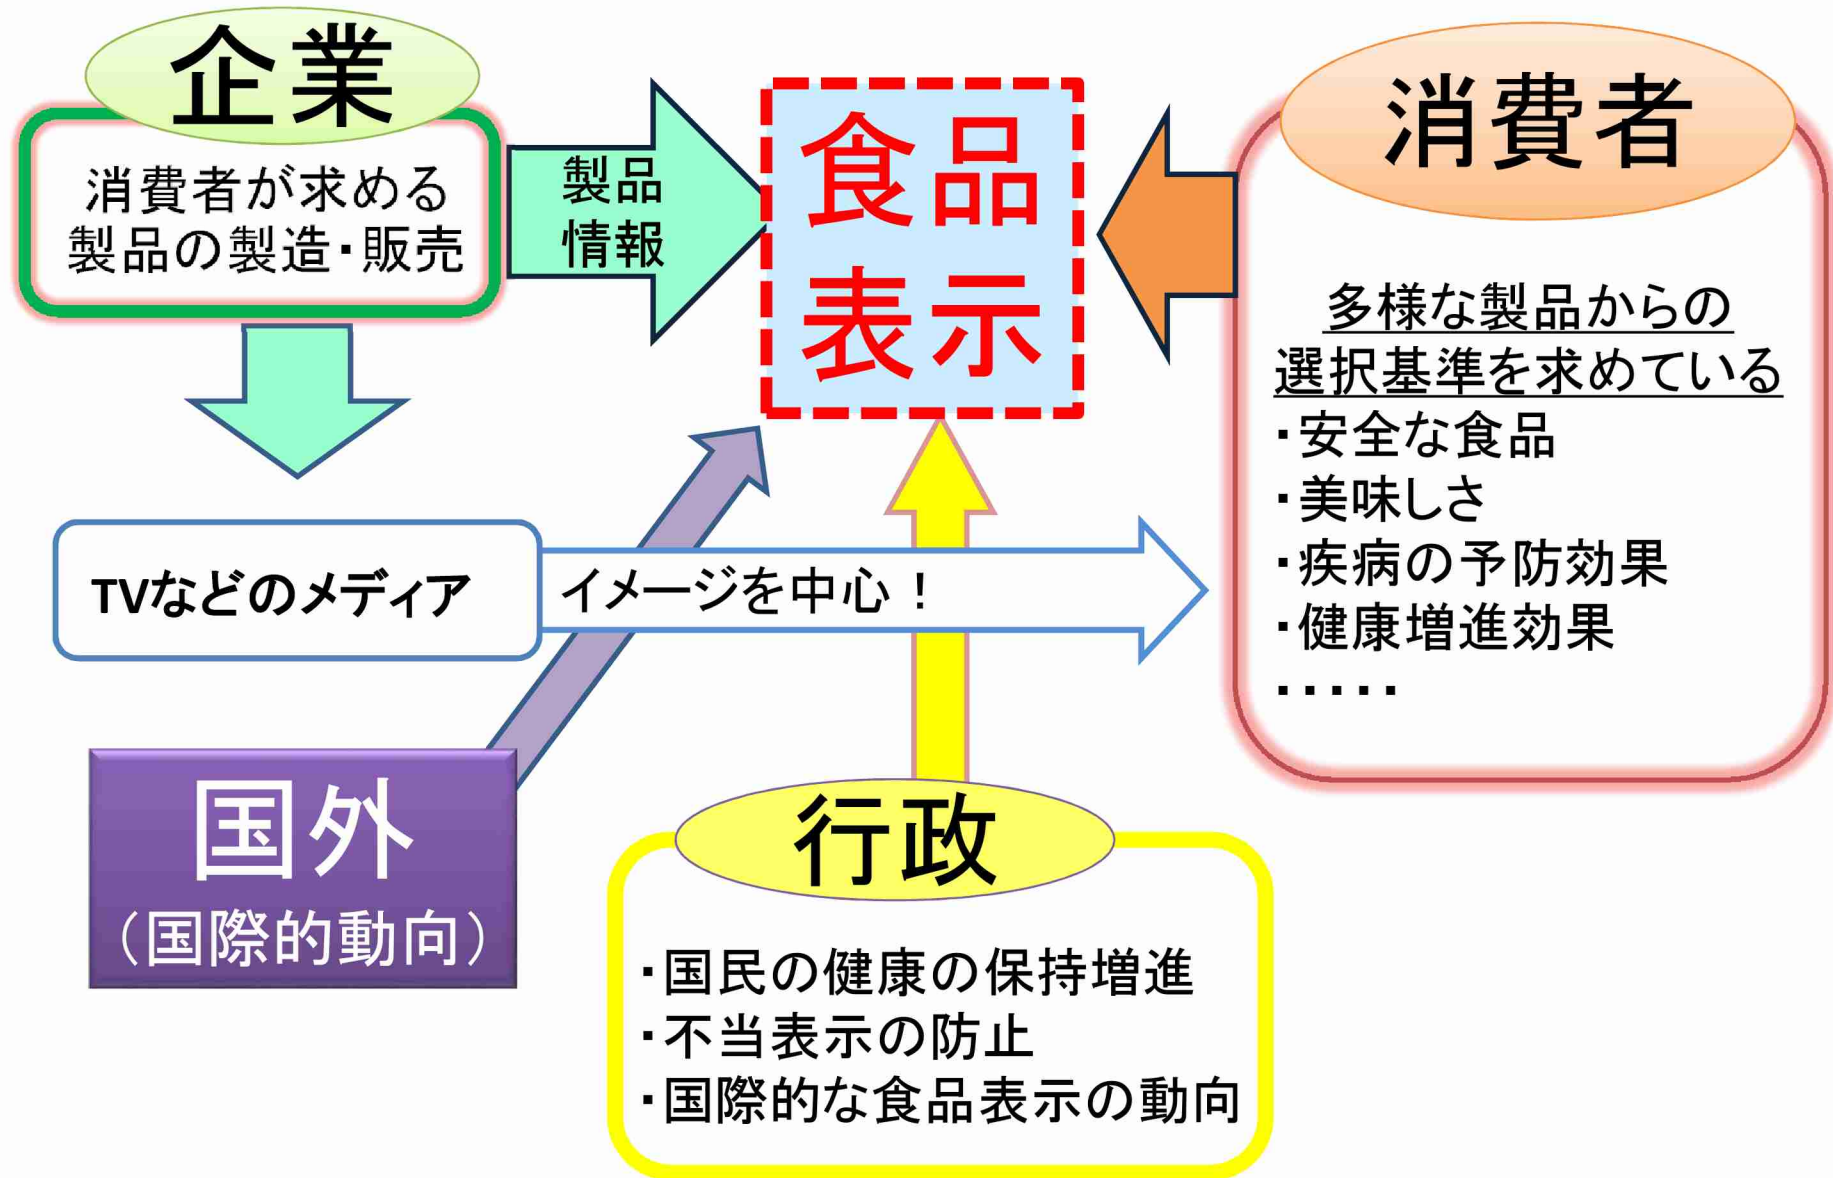 企業
消費者が求める
製品の製造・販売
製品
情報
食品
表示
消費者
多様な製品からの
選択基準を求めている
・安全な食品
・美味しさ
・疾病の予防効果
・健康増進効果
・・・・・
TVなどのメディア
イメージを中心！
国外
（国際的動向）
行政
・国民の健康の保持増進
・不当表示の防止
・国際的な食品表示の動向